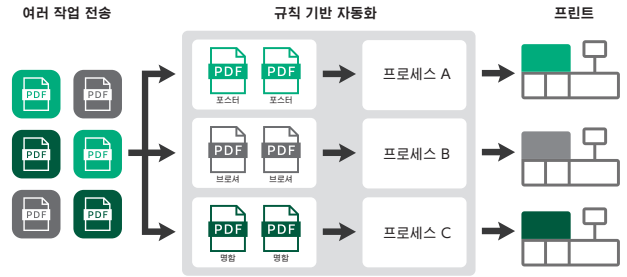 여러 작업 전송
규칙 기반 자동화
프린트
PDF PDF
PDF PDF
PDF PDF
PDF PDF
포스터 포스터
프로세스 A
PDF PDF
브로셔 브로셔
프로세스 B
PDF PDF
명함 명함
프로세스 C